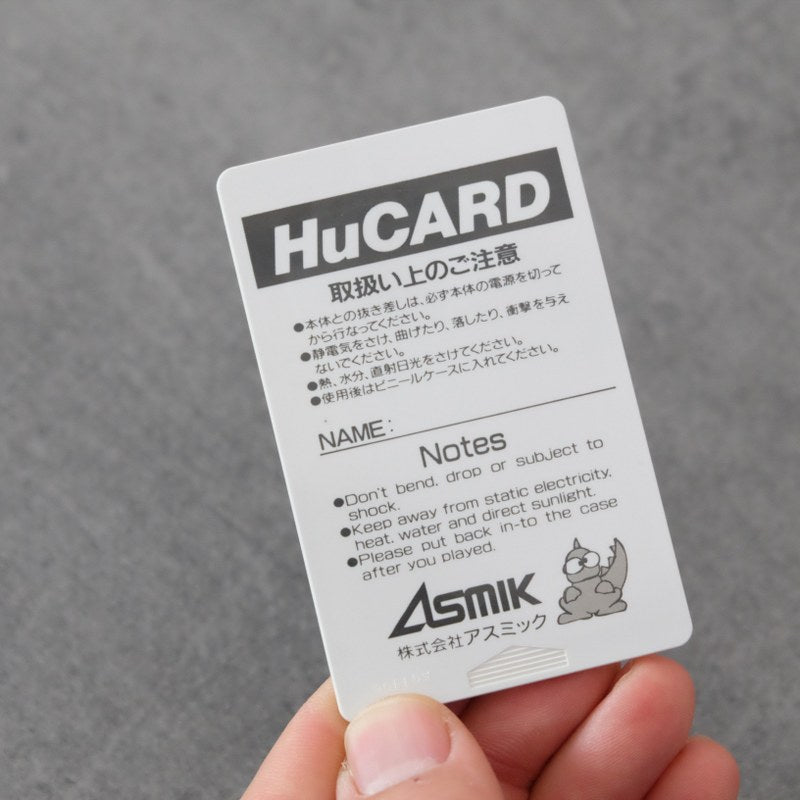 HuCARD
取扱い上のご注意
●本体との抜き差しは、必ず本体の電源を切って
から行なってください。
●静電気をさけ、曲げたり、落したり、衝撃を与え
ないでください。
●熱、水分、直射日光をさけてください。
●使用後はビニールケースに入れてください。
NAME:
Notes
●Don't bend, drop or subject to
shock.
●Keep away from static electricity,
heat, water and direct sunlight.
●Please put back in-to the case
after you played.
ASMIK
株式会社アスミック